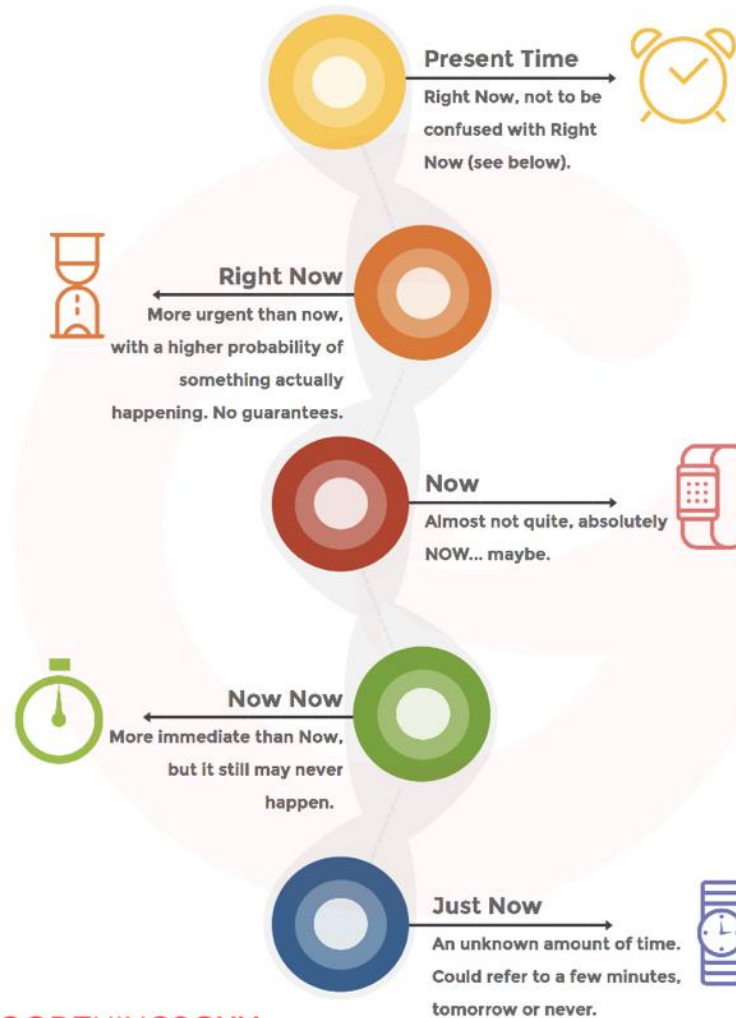 Present Time
Right Now, not to be
confused with Right
Now (see below).
Right Now
More urgent than now,
with a higher probability of
something actually
happening. No guarantees.
Now
Almost not quite, absolutely
NOW... maybe.
Now Now
More immediate than Now,
but it still may never
happen.
Just Now
An unknown amount of time.
Could refer to a few minutes,
tomorrow or never.